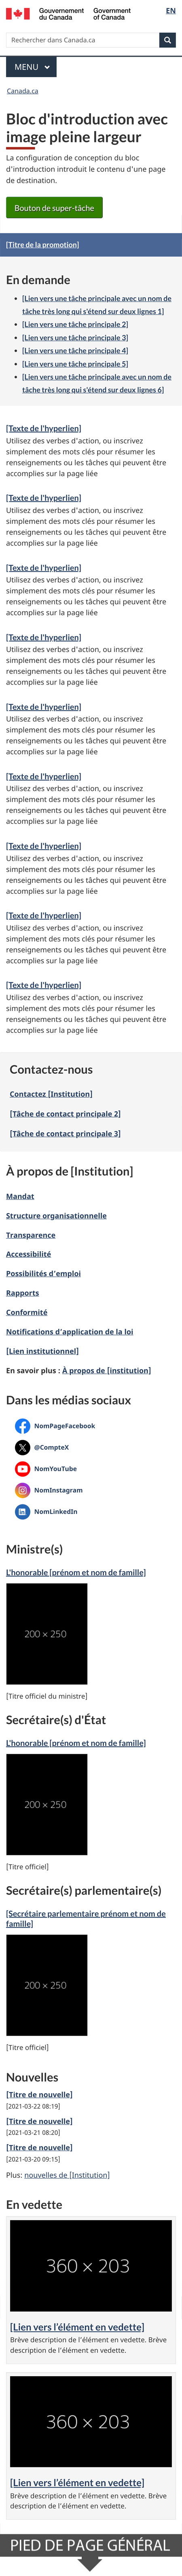 Gouvernement
du Canada
Government
of Canada
EN
Rechercher dans Canada.ca
MENU
Canada.ca
Bloc d'introduction avec
image pleine largeur
La configuration de conception du bloc
d'introduction introduit le contenu d'une page
de destination.
Bouton de super-tâche
[Titre de la promotion]
En demande
[Lien vers une tâche principale avec un nom de
tâche très long qui s'étend sur deux lignes 1]
[Lien vers une tâche principale 2]
[Lien vers une tâche principale 3]
[Lien vers une tâche principale 4]
[Lien vers une tâche principale 5]
[Lien vers une tâche principale avec un nom de
tâche très long qui s'étend sur deux lignes 6]
[Texte de l'hyperlien]
Utilisez des verbes d'action, ou inscrivez
simplement des mots clés pour résumer les
renseignements ou les tâches qui peuvent être
accomplies sur la page liée
[Texte de l'hyperlien]
Utilisez des verbes d'action, ou inscrivez
simplement des mots clés pour résumer les
renseignements ou les tâches qui peuvent être
accomplies sur la page liée
[Texte de l'hyperlien]
Utilisez des verbes d'action, ou inscrivez
simplement des mots clés pour résumer les
renseignements ou les tâches qui peuvent être
accomplies sur la page liée
[Texte de l'hyperlien]
Utilisez des verbes d'action, ou inscrivez
simplement des mots clés pour résumer les
renseignements ou les tâches qui peuvent être
accomplies sur la page liée
[Texte de l'hyperlien]
Utilisez des verbes d'action, ou inscrivez
simplement des mots clés pour résumer les
renseignements ou les tâches qui peuvent être
accomplies sur la page liée
[Texte de l'hyperlien]
Utilisez des verbes d'action, ou inscrivez
simplement des mots clés pour résumer les
renseignements ou les tâches qui peuvent être
accomplies sur la page liée
[Texte de l'hyperlien]
Utilisez des verbes d'action, ou inscrivez
simplement des mots clés pour résumer les
renseignements ou les tâches qui peuvent être
accomplies sur la page liée
[Texte de l'hyperlien]
Utilisez des verbes d'action, ou inscrivez
simplement des mots clés pour résumer les
renseignements ou les tâches qui peuvent être
accomplies sur la page liée
[Texte de l'hyperlien]
Utilisez des verbes d'action, ou inscrivez
simplement des mots clés pour résumer les
renseignements ou les tâches qui peuvent être
accomplies sur la page liée
Contactez-nous
Contactez [Institution]
[Tâche de contact principale 2]
[Tâche de contact principale 3]
À propos de [Institution]
Mandat
Structure organisationnelle
Transparence
Accessibilité
Possibilités d'emploi
Rapports
Conformité
Notifications d'application de la loi
[Lien institutionnel]
En savoir plus : À propos de [institution]
Dans les médias sociaux
NomPageFacebook
@CompteX
NomYouTube
NomInstagram
NomLinkedIn
Ministre(s)
L'honorable [prénom et nom de famille]
200 × 250
[Titre officiel du ministre]
Secrétaire(s) d'État
L'honorable [prénom et nom de famille]
200 × 250
[Titre officiel]
Secrétaire(s) parlementaire(s)
[Secrétaire parlementaire prénom et nom de
famille]
200 × 250
[Titre officiel]
Nouvelles
[Titre de nouvelle]
[2021-03-22 08:19]
[Titre de nouvelle]
[2021-03-21 08:20]
[Titre de nouvelle]
[2021-03-20 09:15]
Plus: nouvelles de [Institution]
En vedette
360 × 203
[Lien vers l'élément en vedette]
Brève description de l'élément en vedette. Brève
description de l'élément en vedette.
360 × 203
[Lien vers l'élément en vedette]
Brève description de l'élément en vedette. Brève
description de l'élément en vedette.
PIED DE PAGE GÉNÉRAL